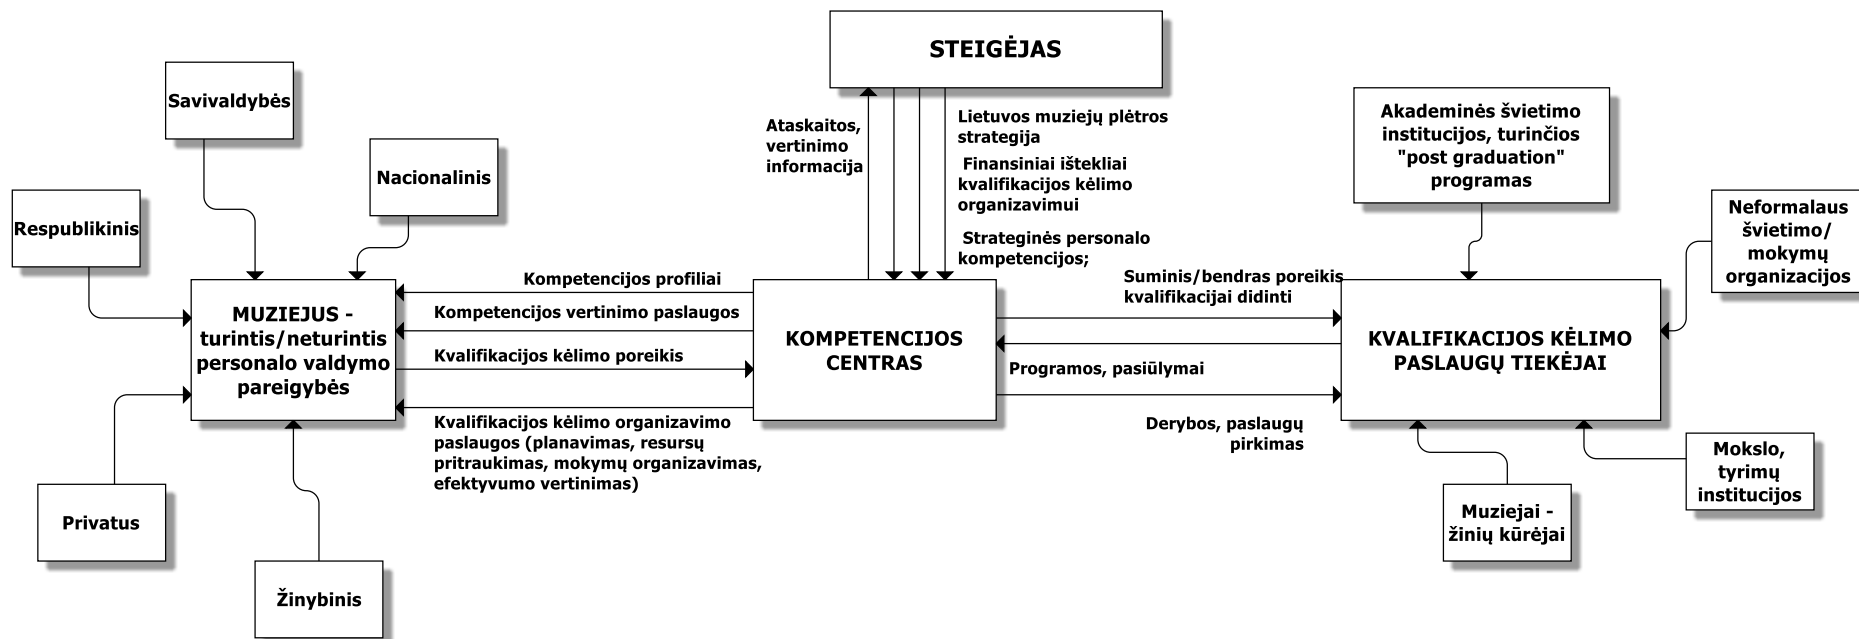 STEIGĖJAS
Savivaldybės
Nacionalinis
Respublikinis
MUZIEJUS -
turintis/neturintis
personalo valdymo
pareigybės
Privatus
Žinybinis
Ataskaitos,
vertinimo
informacija
Lietuvos muziejų plėtros
strategija
Finansiniai ištekliai
kvalifikacijos kėlimo
organizavimui
Strateginės personalo
kompetencijos;
Kompetencijos profiliai
Kompetencijos vertinimo paslaugos
Kvalifikacijos kėlimo poreikis
Kvalifikacijos kėlimo organizavimo
paslaugos (planavimas, resursų
pritraukimas, mokymų organizavimas,
efektyvumo vertinimas)
KOMPETENCIJOS
CENTRAS
Suminis/bendras poreikis
kvalifikacijai didinti
Programos, pasiūlymai
Derybos, paslaugų
pirkimas
Akademinės švietimo
institucijos, turinčios
"post graduation"
programas
Neformalaus
švietimo/
mokymų
organizacijos
KVALIFIKACIJOS KĖLIMO
PASLAUGŲ TIEKĖJAI
Mokslo,
tyrimų
institucijos
Muziejai -
žinių kūrėjai